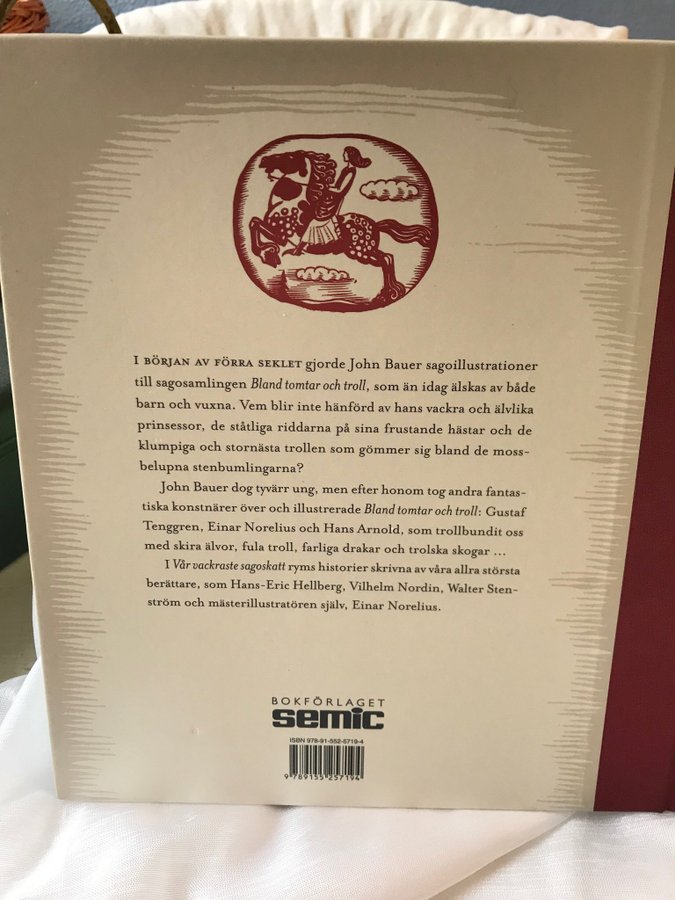 I BÖRJAN AV FÖRRA SEKLET gjorde John Bauer sagoillustrationer
till sagosamlingen Bland tomtar och troll, som än idag älskas av både
barn och vuxna. Vem blir inte hänförd av hans vackra och älvlika
prinsessor, de ståtliga riddarna på sina frustande hästar och de
klumpiga och stornästa trollen som gömmer sig bland de moss-
belupna stenbumlingarna?
John Bauer dog tyvärr ung, men efter honom tog andra fantas-
tiska konstnärer över och illustrerade Bland tomtar och troll: Gustaf
Tenggren, Einar Norelius och Hans Arnold, som trollbundit oss
med skira älvor, fula troll, farliga drakar och trolska skogar ...
I Vår vackraste sagoskatt ryms historier skrivna av våra allra största
berättare, som Hans-Eric Hellberg, Vilhelm Nordin, Walter Sten-
ström och mästerillustratören själv, Einar Norelius.
BOKFÖRLAGET
semic
ISBN 978-91-552-5719-4
9 789155 257194